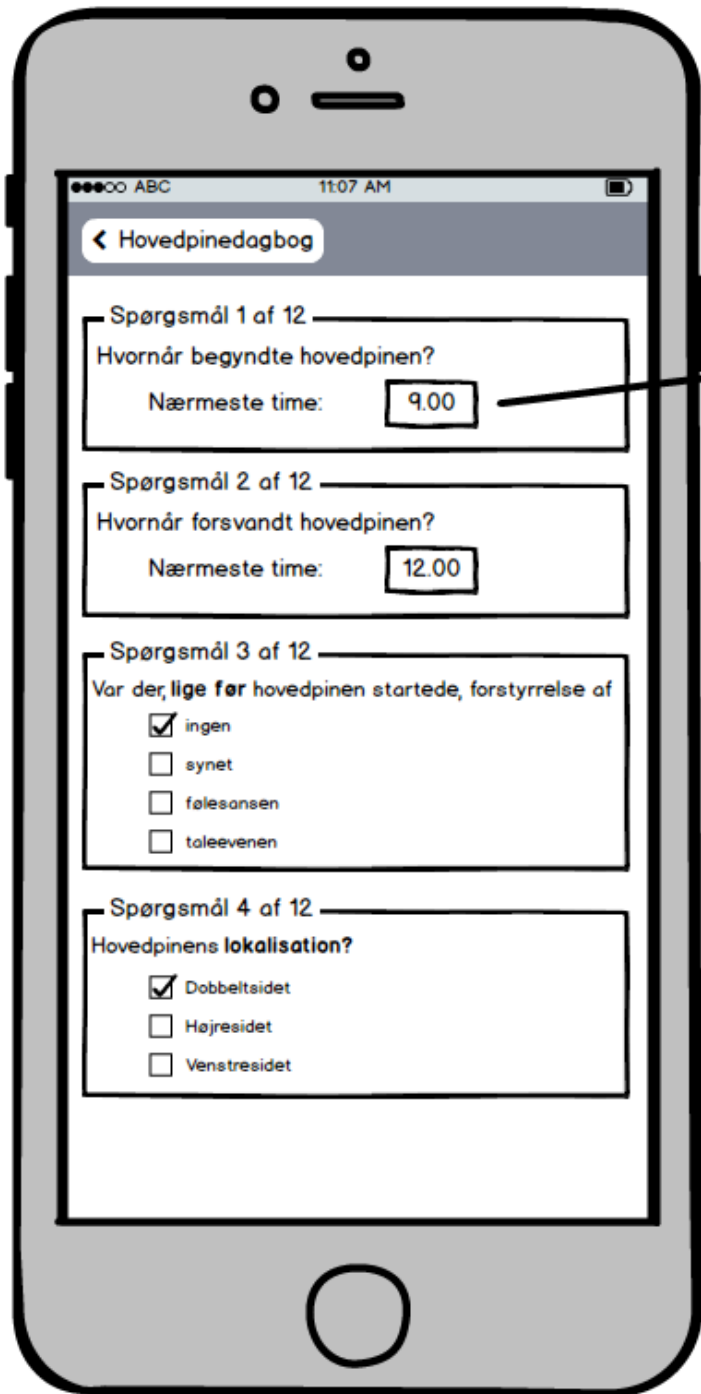 ABC 11:07 AM
Hovedpinedagbog
Spørgsmål 1 af 12
Hvornår begyndte hovedpinen?
Nærmeste time: 9.00
Spørgsmål 2 af 12
Hvornår forsvandt hovedpinen?
Nærmeste time: 12.00
Spørgsmål 3 af 12
Var der, lige før hovedpinen startede, forstyrrelse af
ingen
synet
følesansen
taleevenen
Spørgsmål 4 af 12
Hovedpinens lokalisation?
Dobbeltsidet
Højresidet
Venstresidet